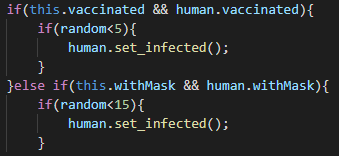 if(this.vaccinated && human.vaccinated){
    if(random<5){
        human.set_infected();
    }
}else if(this.withMask && human.withMask){
    if(random<15){
        human.set_infected();
    }